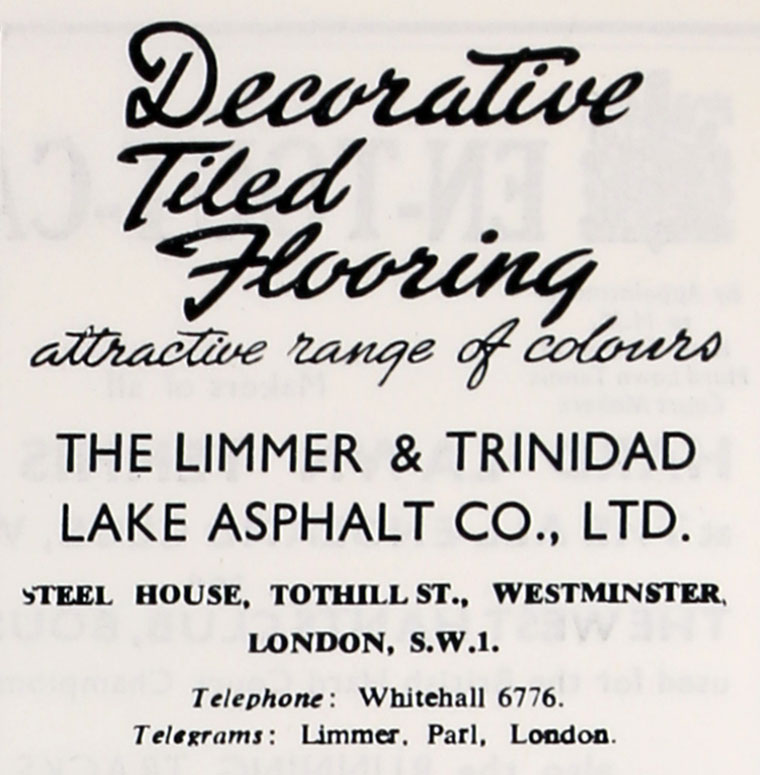 Decorative
Tiled
Flooring
attractive range of colours
THE LIMMER & TRINIDAD
LAKE ASPHALT CO., LTD.
STEEL HOUSE, TOTHILL ST., WESTMINSTER,
LONDON, S.W.1.
Telephone: Whitehall 6776.
Telegrams: Limmer, Parl, London.